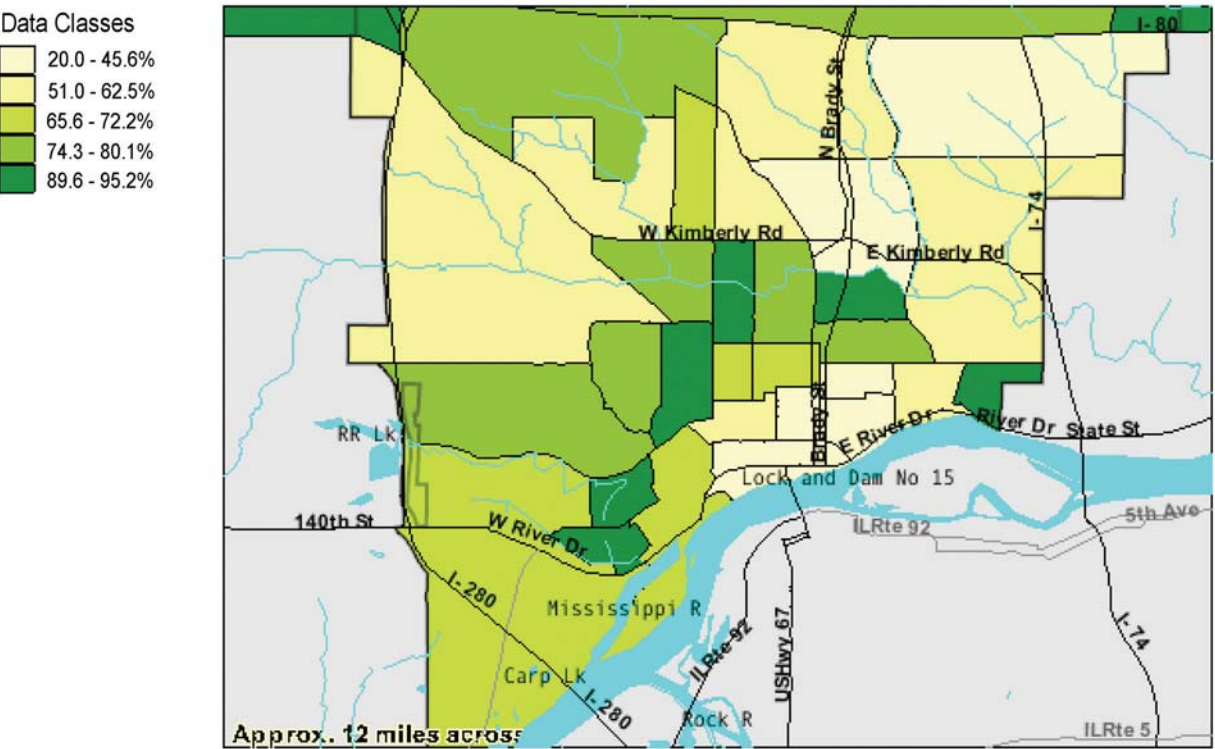 Data Classes
20.0 - 45.6%
51.0 - 62.5%
65.6 - 72.2%
74.3 - 80.1%
89.6 - 95.2%
I- 80
N Brady St
I- 74
W Kimberly Rd
E Kimberly Rd
Brady St
E River Dr
River Dr
State St
RR Lk
Lock and Dam No 15
140th St
W River Dr
ILRte 92
5th Ave
I- 280
Mississippi R
ILRte 92
USHwy 67
I- 74
Carp Lk
I- 280
Rock R
ILRte 5
Approx. 12 miles across